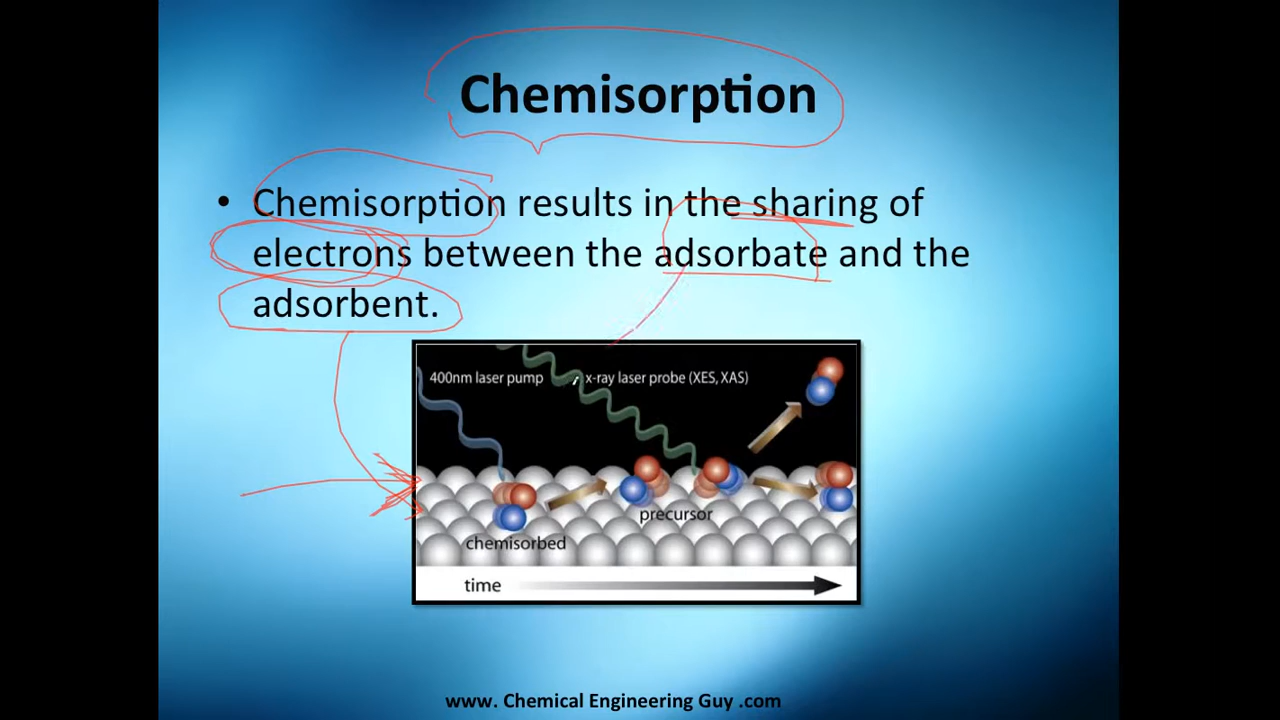 Chemisorption
• Chemisorption results in the sharing of
electrons between the adsorbate and the
adsorbent.
400nm laser pump
x-ray laser probe (XES, XAS)
precursor
chemisorbed
time
www. Chemical Engineering Guy .com